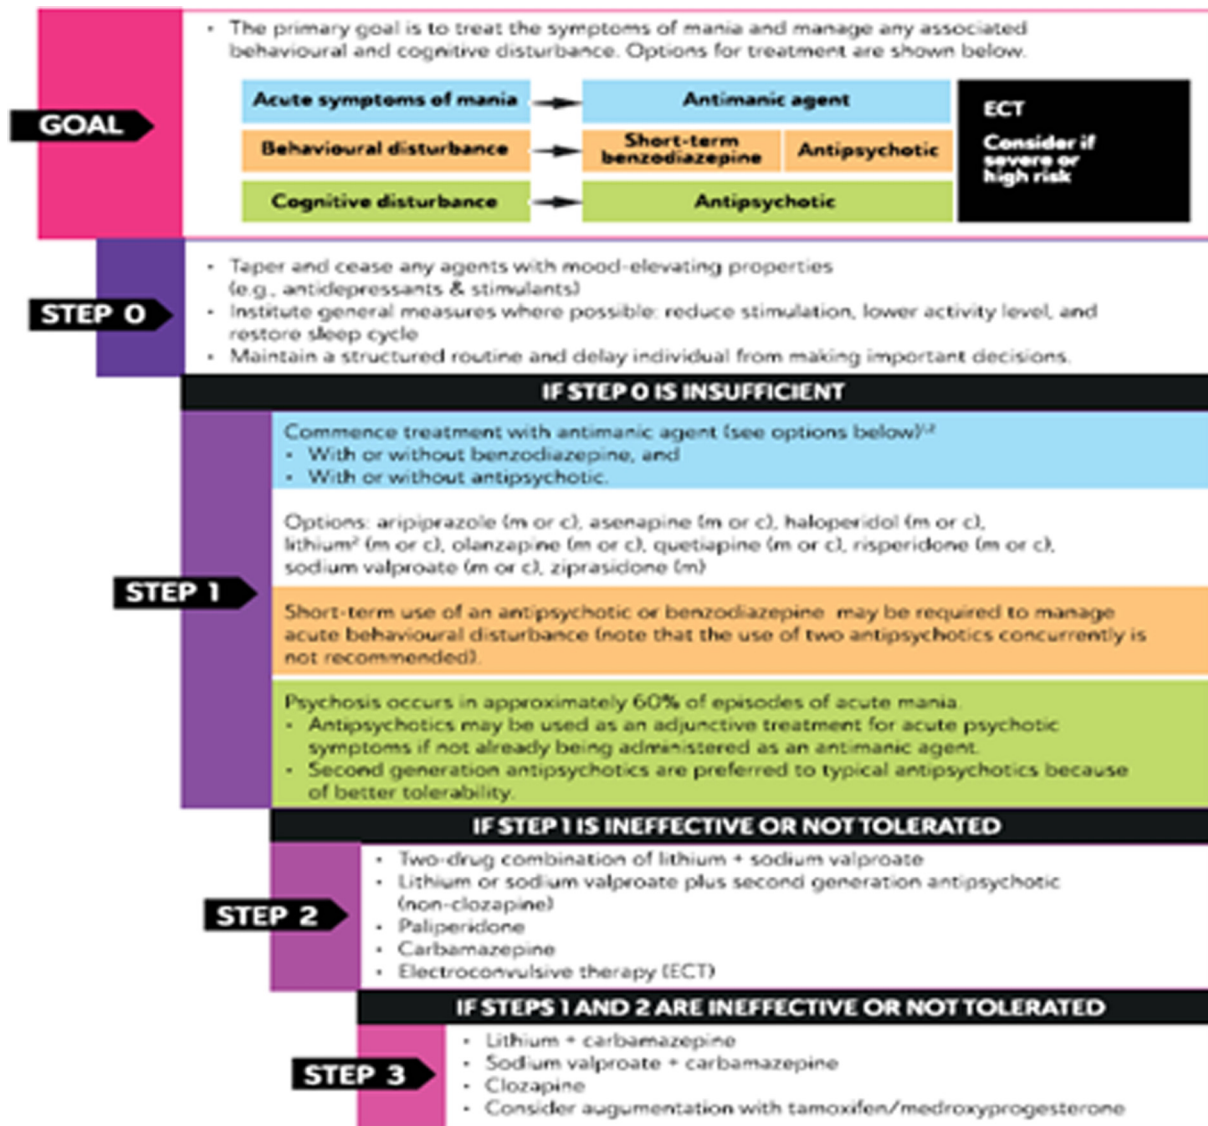 • The primary goal is to treat the symptoms of mania and manage any associated
behavioural and cognitive disturbance. Options for treatment are shown below.
GOAL
Acute symptoms of mania
Antimanic agent
Behavioural disturbance
Short-term
benzodiazepine
Antipsychotic
Cognitive disturbance
Antipsychotic
ECT
Consider if
severe or
high risk
STEP 0
• Taper and cease any agents with mood-elevating properties
(e.g., antidepressants & stimulants)
• Institute general measures where possible: reduce stimulation, lower activity level, and
restore sleep cycle
• Maintain a structured routine and delay individual from making important decisions.
IF STEP 0 IS INSUFFICIENT
STEP 1
Commence treatment with antimanic agent (see options below)¹,²
• With or without benzodiazepine, and
• With or without antipsychotic.
Options: aripiprazole (m or c), asenapine (m or c), haloperidol (m or c),
lithium² (m or c), olanzapine (m or c), quetiapine (m or c), risperidone (m or c),
sodium valproate (m or c), ziprasidone (m)
Short-term use of an antipsychotic or benzodiazepine may be required to manage
acute behavioural disturbance (note that the use of two antipsychotics concurrently is
not recommended).
Psychosis occurs in approximately 60% of episodes of acute mania.
• Antipsychotics may be used as an adjunctive treatment for acute psychotic
symptoms if not already being administered as an antimanic agent.
• Second generation antipsychotics are preferred to typical antipsychotics because
of better tolerability.
IF STEP 1 IS INEFFECTIVE OR NOT TOLERATED
STEP 2
• Two-drug combination of lithium + sodium valproate
• Lithium or sodium valproate plus second generation antipsychotic
(non-clozapine)
• Paliperidone
• Carbamazepine
• Electroconvulsive therapy (ECT)
IF STEPS 1 AND 2 ARE INEFFECTIVE OR NOT TOLERATED
STEP 3
• Lithium + carbamazepine
• Sodium valproate + carbamazepine
• Clozapine
• Consider augumentation with tamoxifen/medroxyprogesterone